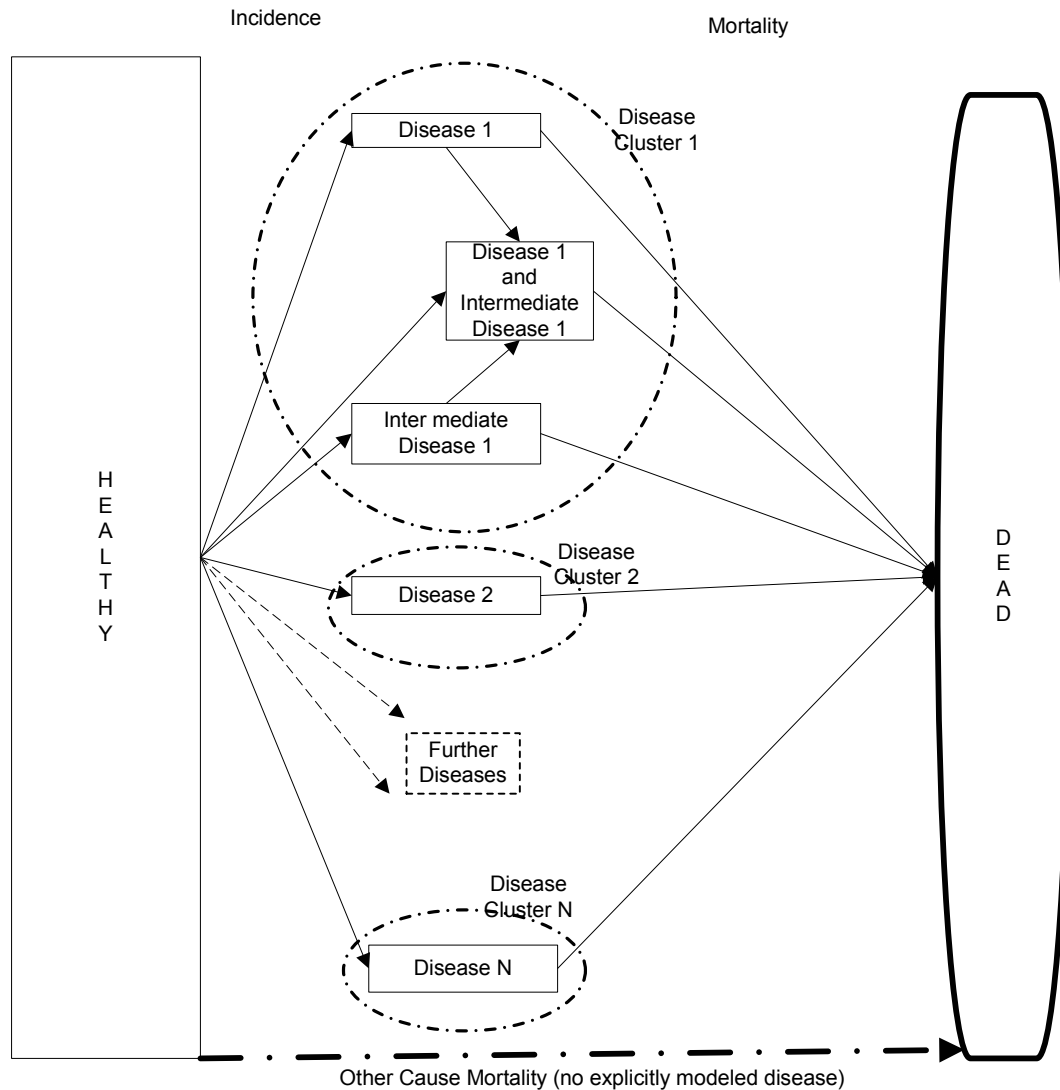 Incidence
Mortality
Disease
Cluster 1
Disease 1
Disease 1
and
Intermediate
Disease 1
Inter mediate
Disease 1
H
E
A
L
T
H
Y
Disease
Cluster 2
Disease 2
D
E
A
D
Further
Diseases
Disease
Cluster N
Disease N
Other Cause Mortality (no explicitly modeled disease)